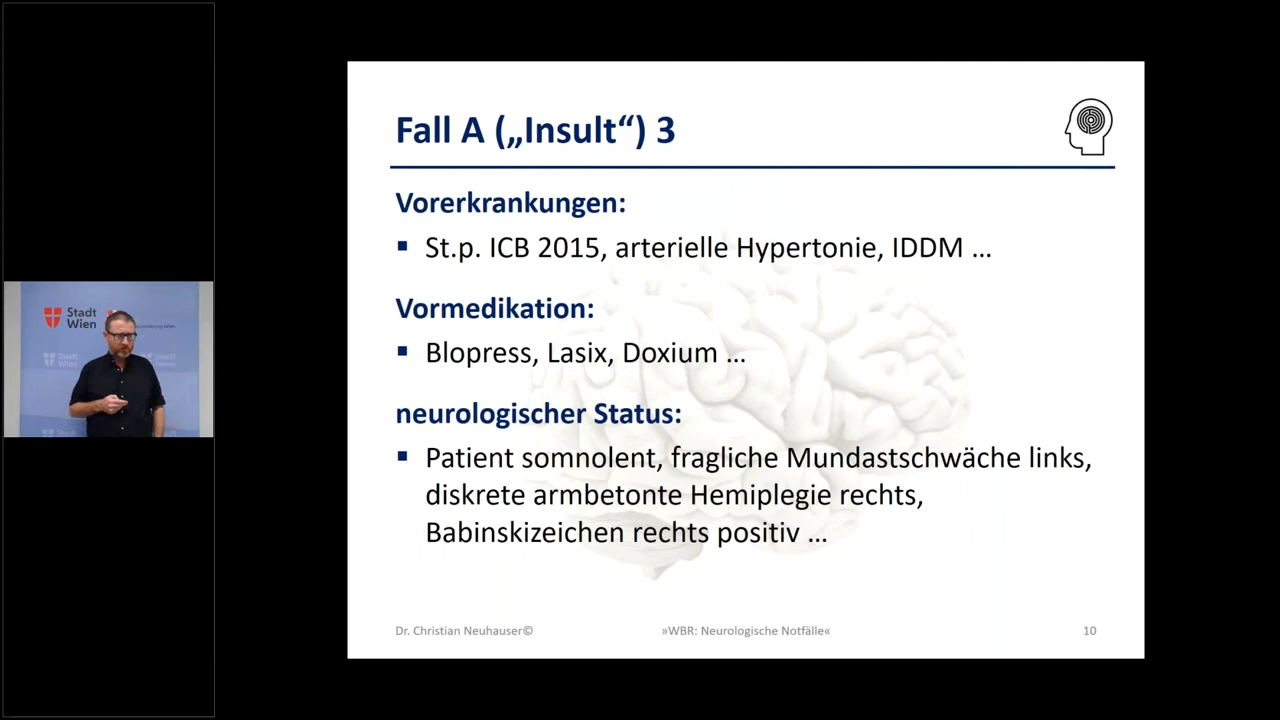 Fall A („Insult“) 3
Vorerkrankungen:
▪ St.p. ICB 2015, arterielle Hypertonie, IDDM ...
Vormedikation:
▪ Blopress, Lasix, Doxium ...
neurologischer Status:
▪ Patient somnolent, fragliche Mundastschwäche links,
diskrete armbetonte Hemiplegie rechts,
Babinskizeichen rechts positiv ...
Dr. Christian Neuhauser© »WBR: Neurologische Notfälle« 10
Stadt
Wien